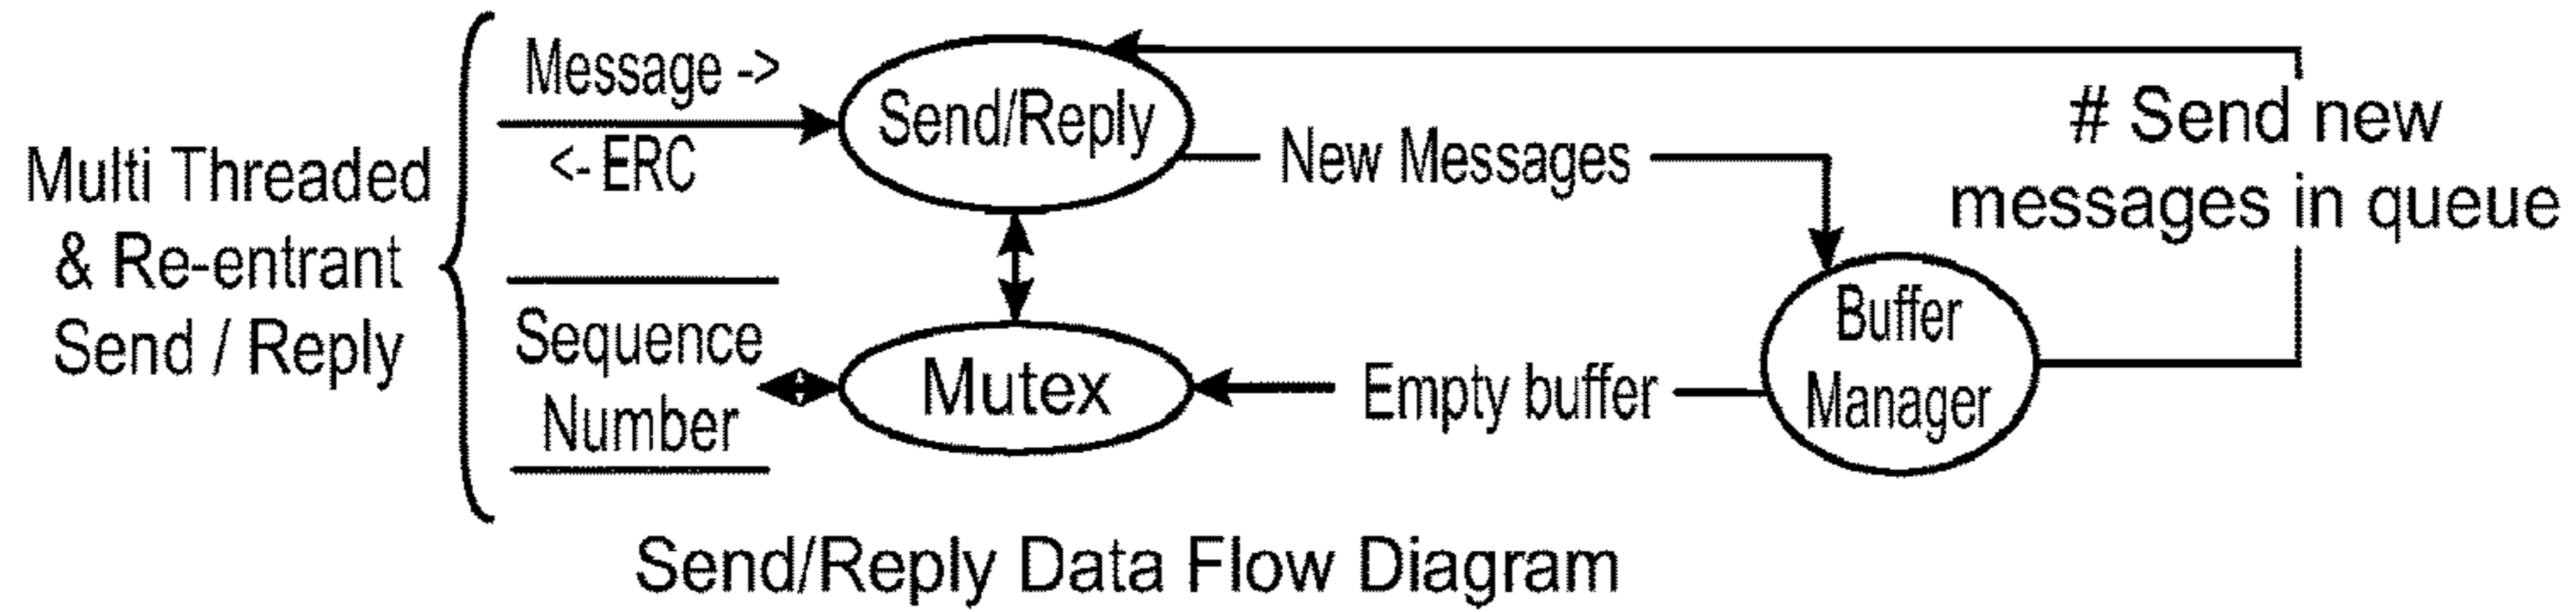 Multi Threaded
& Re-entrant
Send / Reply
Message ->
<- ERC
Send/Reply
New Messages
# Send new
messages in queue
Sequence
Number
Mutex
Empty buffer
Buffer
Manager
Send/Reply Data Flow Diagram